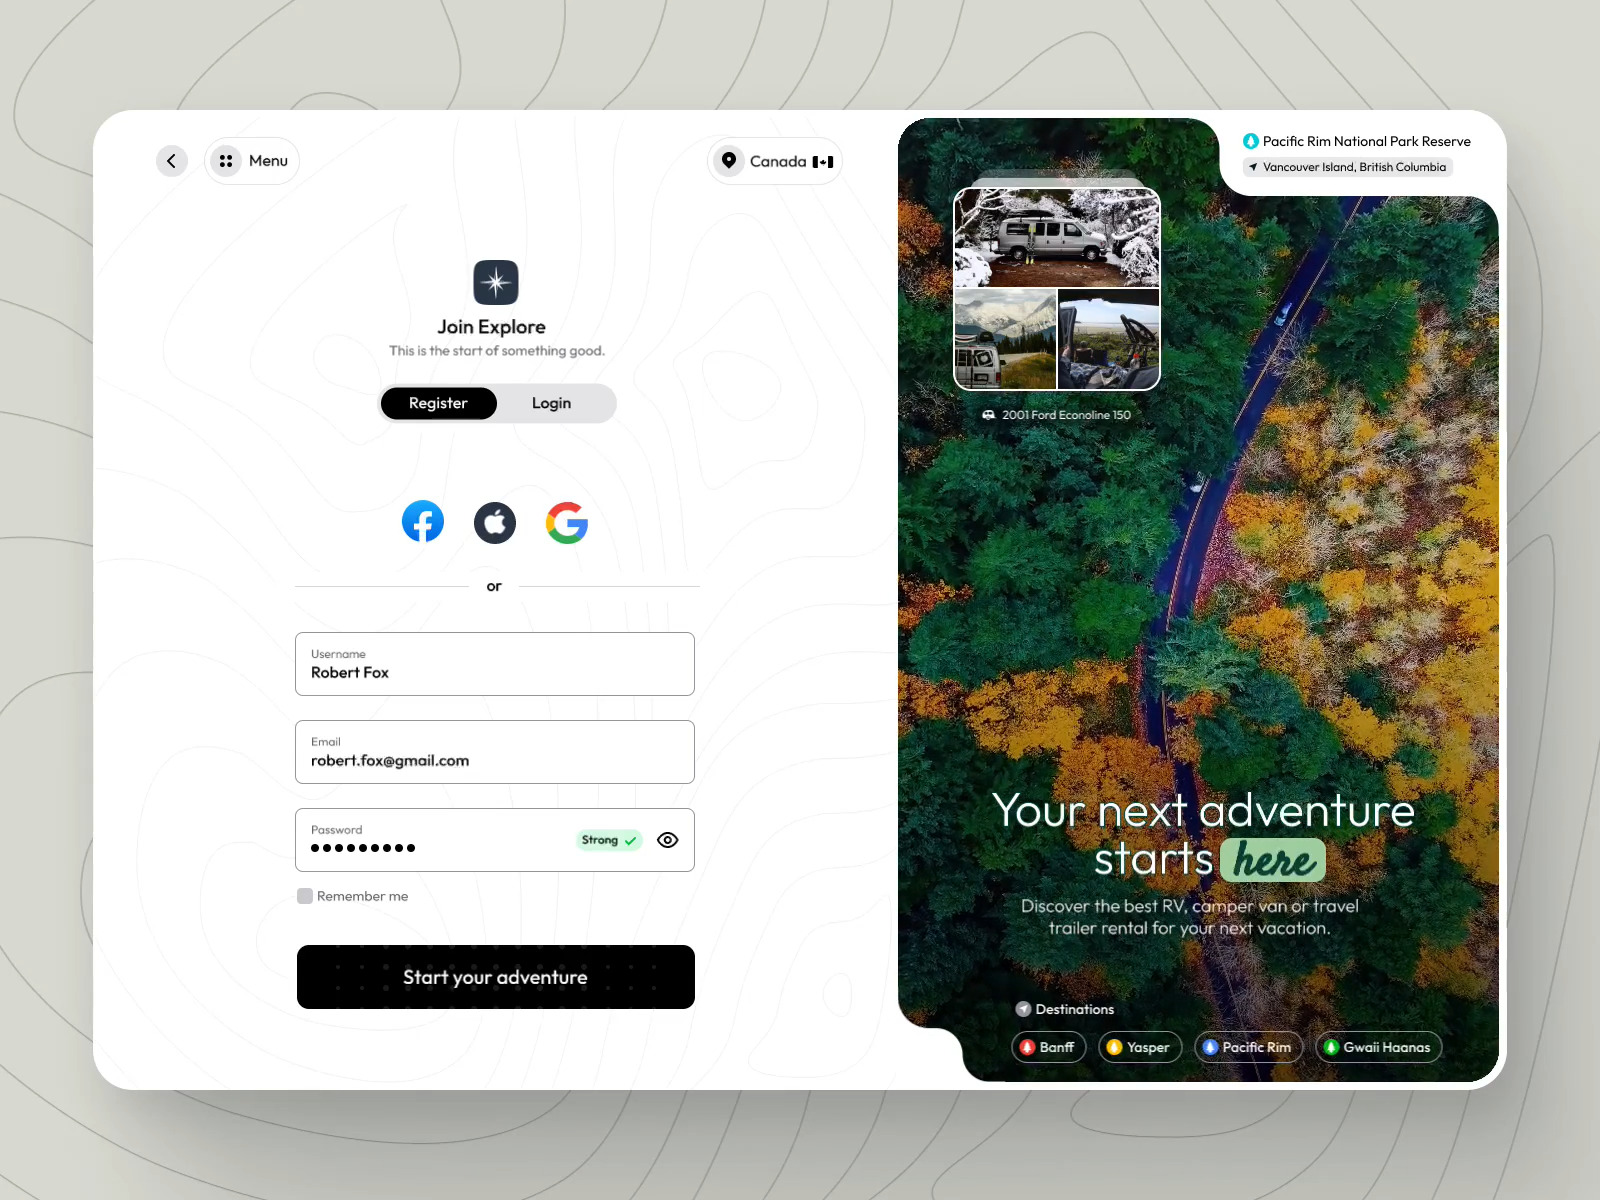 Menu
Canada
Join Explore
This is the start of something good.
Register
Login
or
Username
Robert Fox
Email
robert.fox@gmail.com
Password
Strong
Remember me
Start your adventure
Pacific Rim National Park Reserve
Vancouver Island, British Columbia
2001 Ford Econoline 150
Your next adventure
starts here
Discover the best RV, camper van or travel
trailer rental for your next vacation.
Destinations
Banff
Yasper
Pacific Rim
Gwaii Haanas